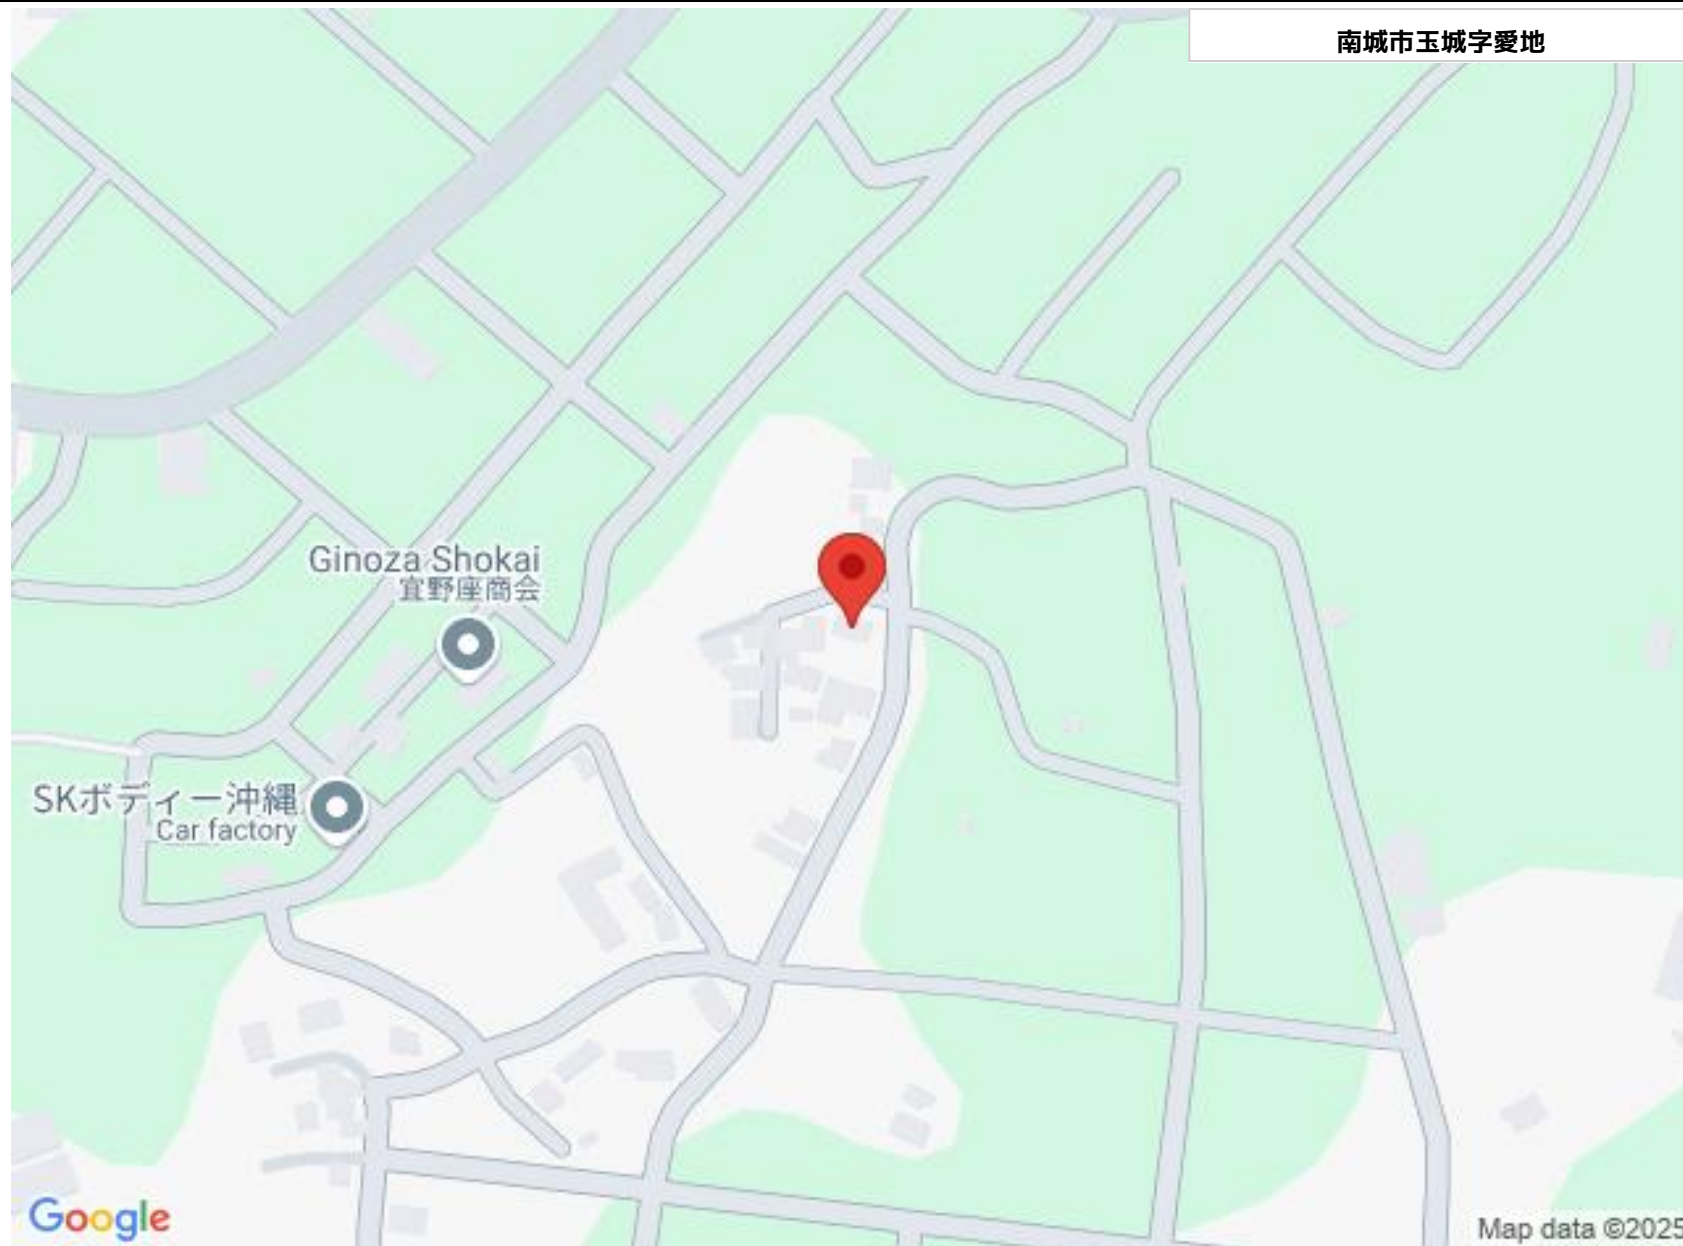 南城市玉城字愛地
Ginoza Shokai
宜野座商会
SKボディー沖縄
Car factory
Google
Map data ©2025